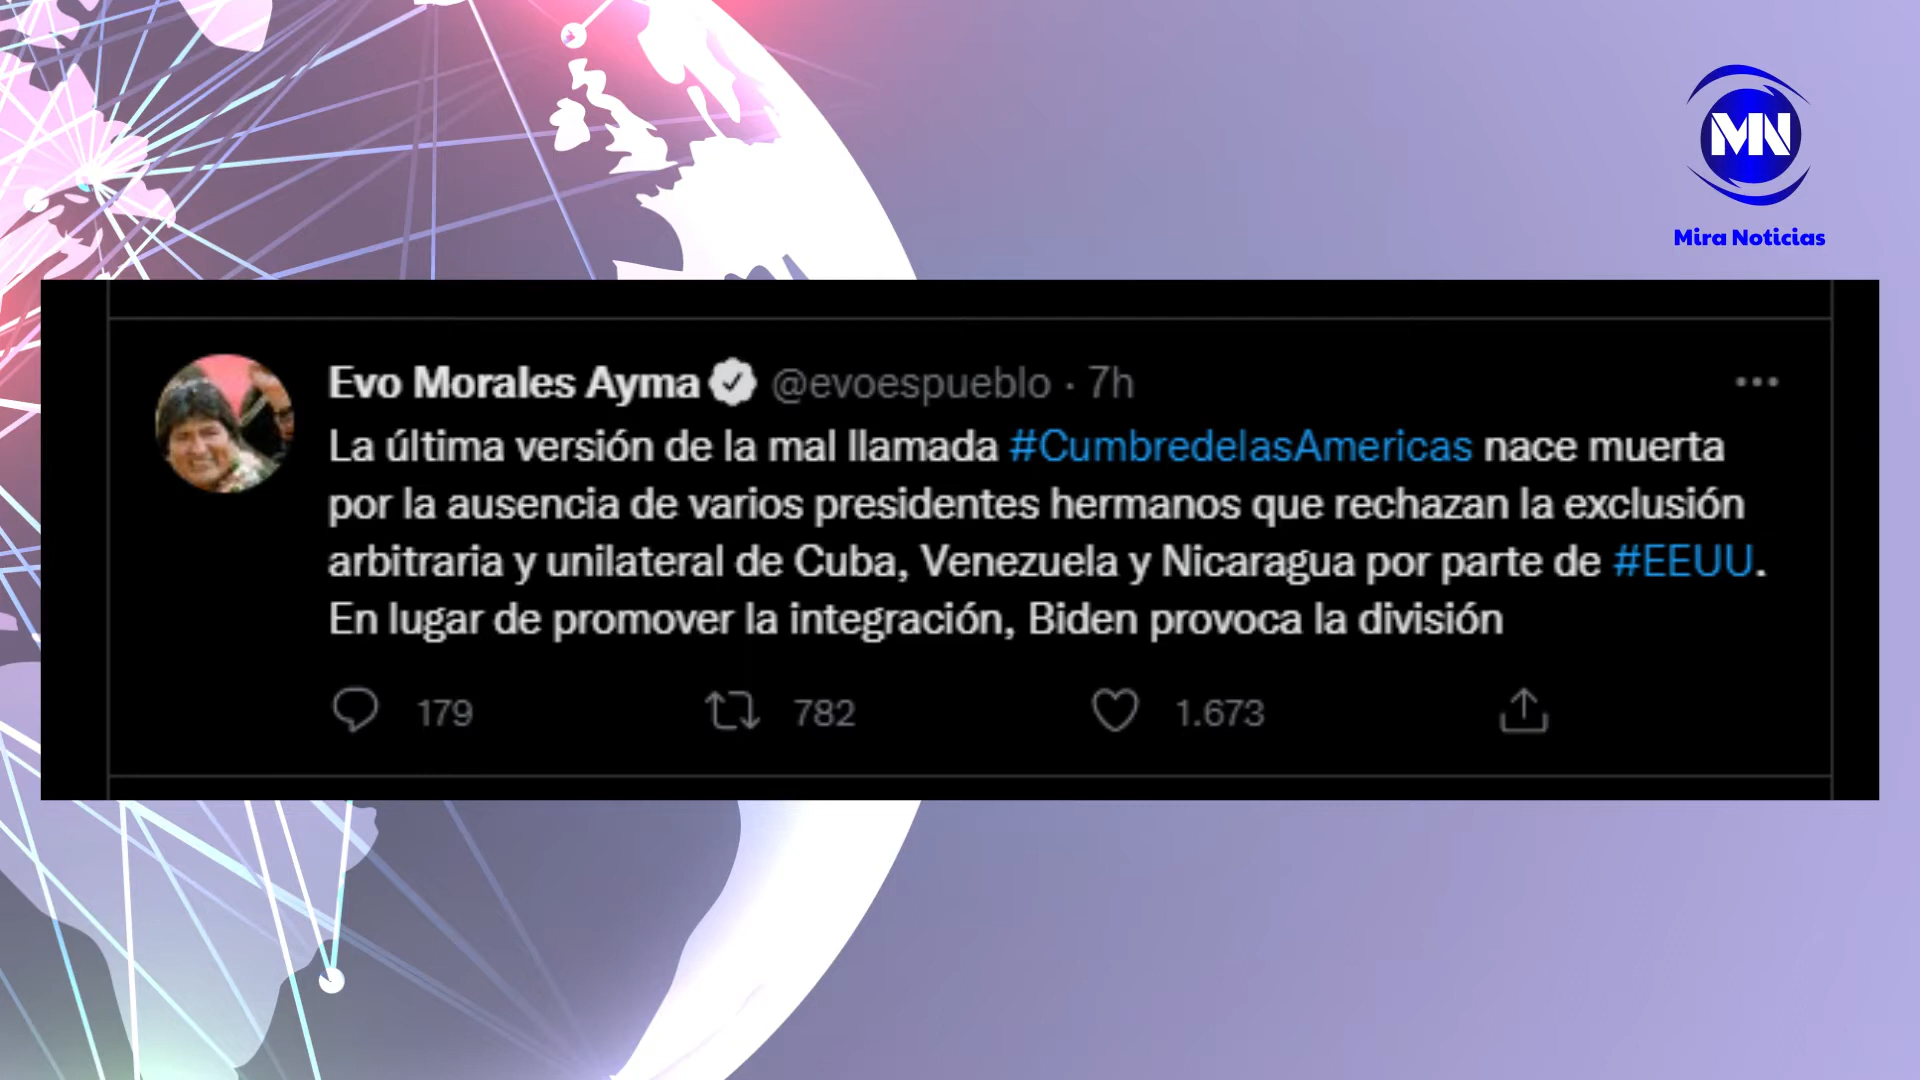 MN
Mira Noticias
Evo Morales Ayma @evoespueblo · 7h
La última versión de la mal llamada #CumbredelasAmericas nace muerta
por la ausencia de varios presidentes hermanos que rechazan la exclusión
arbitraria y unilateral de Cuba, Venezuela y Nicaragua por parte de #EEUU.
En lugar de promover la integración, Biden provoca la división
179 782 1.673